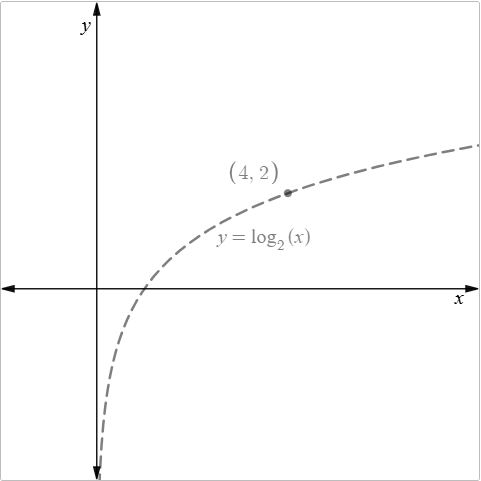 y
(4, 2)
y = log₂(x)
x